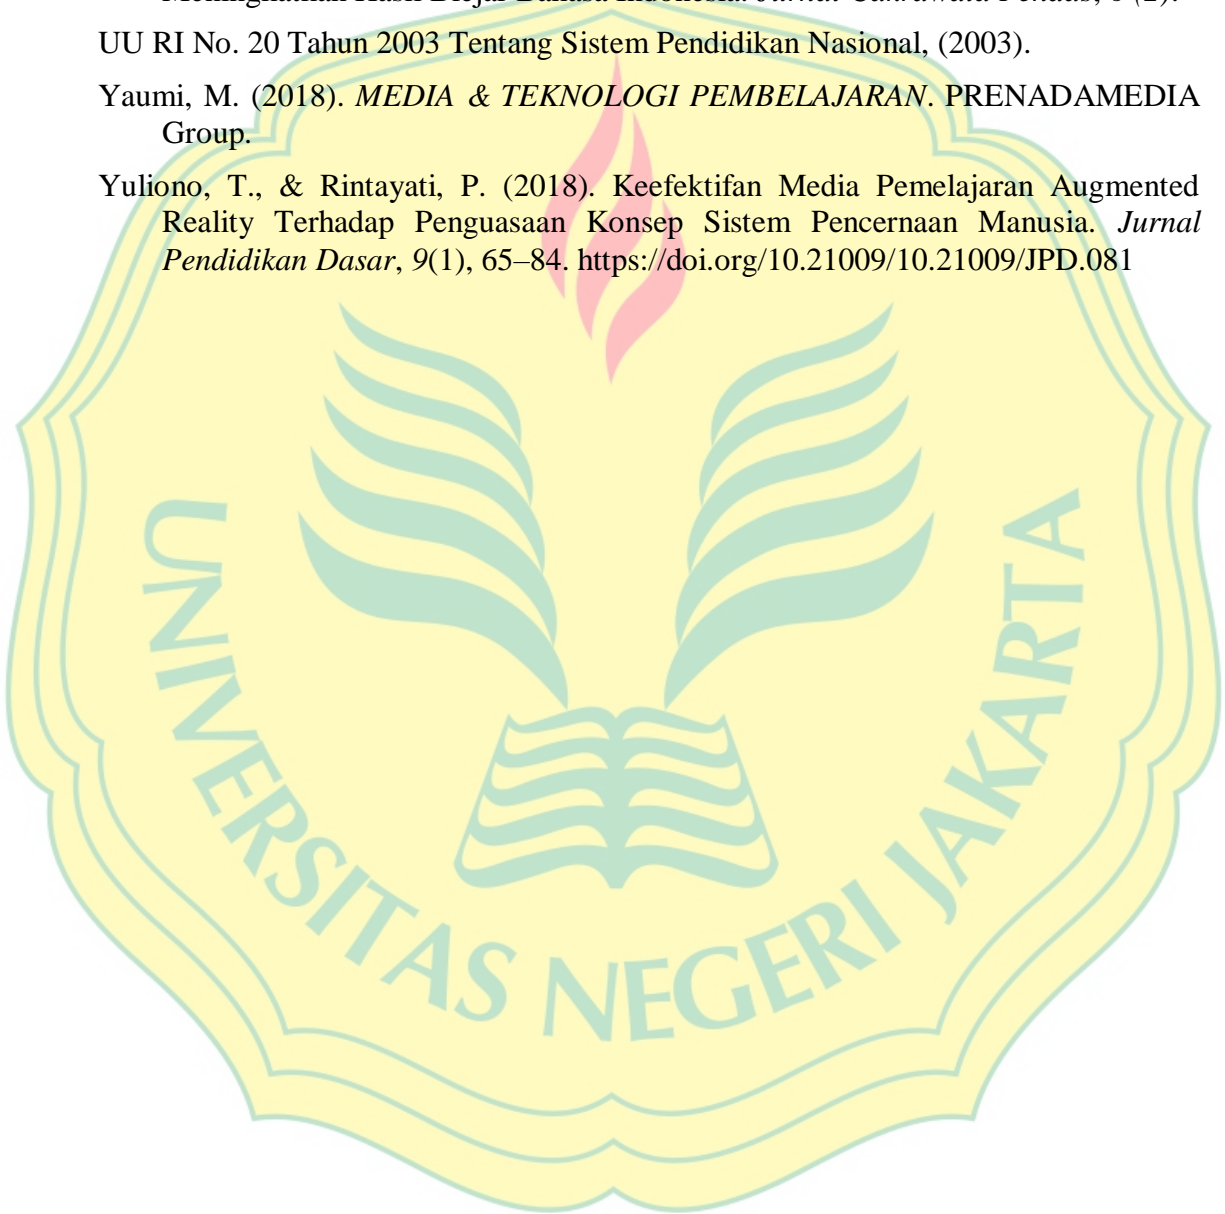 UU RI No. 20 Tahun 2003 Tentang Sistem Pendidikan Nasional, (2003).
Yaumi, M. (2018). MEDIA & TEKNOLOGI PEMBELAJARAN. PRENADAMEDIA
Group.
Yuliono, T., & Rintayati, P. (2018). Keefektifan Media Pemelajaran Augmented
Reality Terhadap Penguasaan Konsep Sistem Pencernaan Manusia. Jurnal
Pendidikan Dasar, 9(1), 65–84. https://doi.org/10.21009/10.21009/JPD.081
UNIVERSITAS NEGERI JAKARTA